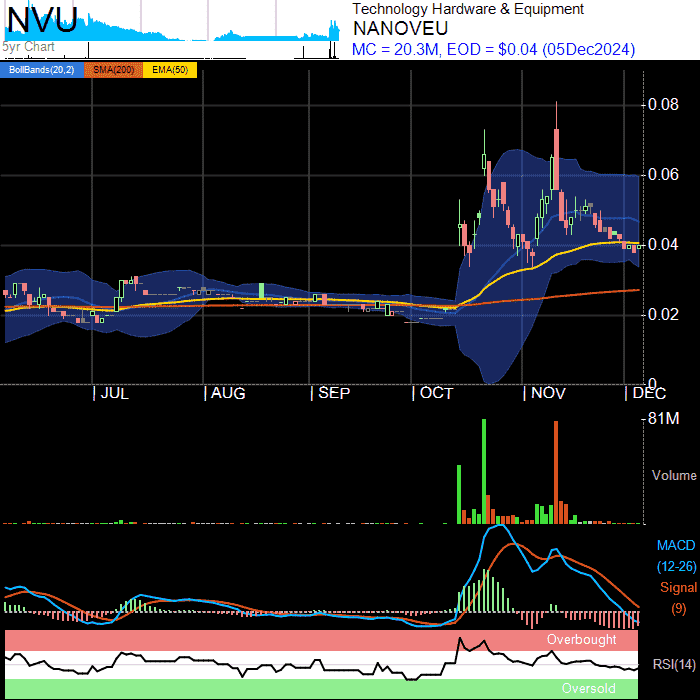 NVU
5yr Chart
Technology Hardware & Equipment
NANOVEU
MC = 20.3M, EOD = $0.04 (05Dec2024)
BollBands(20,2) SMA(200) EMA(50)
0.08
0.06
0.04
0.02
0
| JUL | AUG | SEP | OCT | NOV | DEC
81M
Volume
MACD
(12-26)
Signal
(9)
Overbought
RSI(14)
Oversold